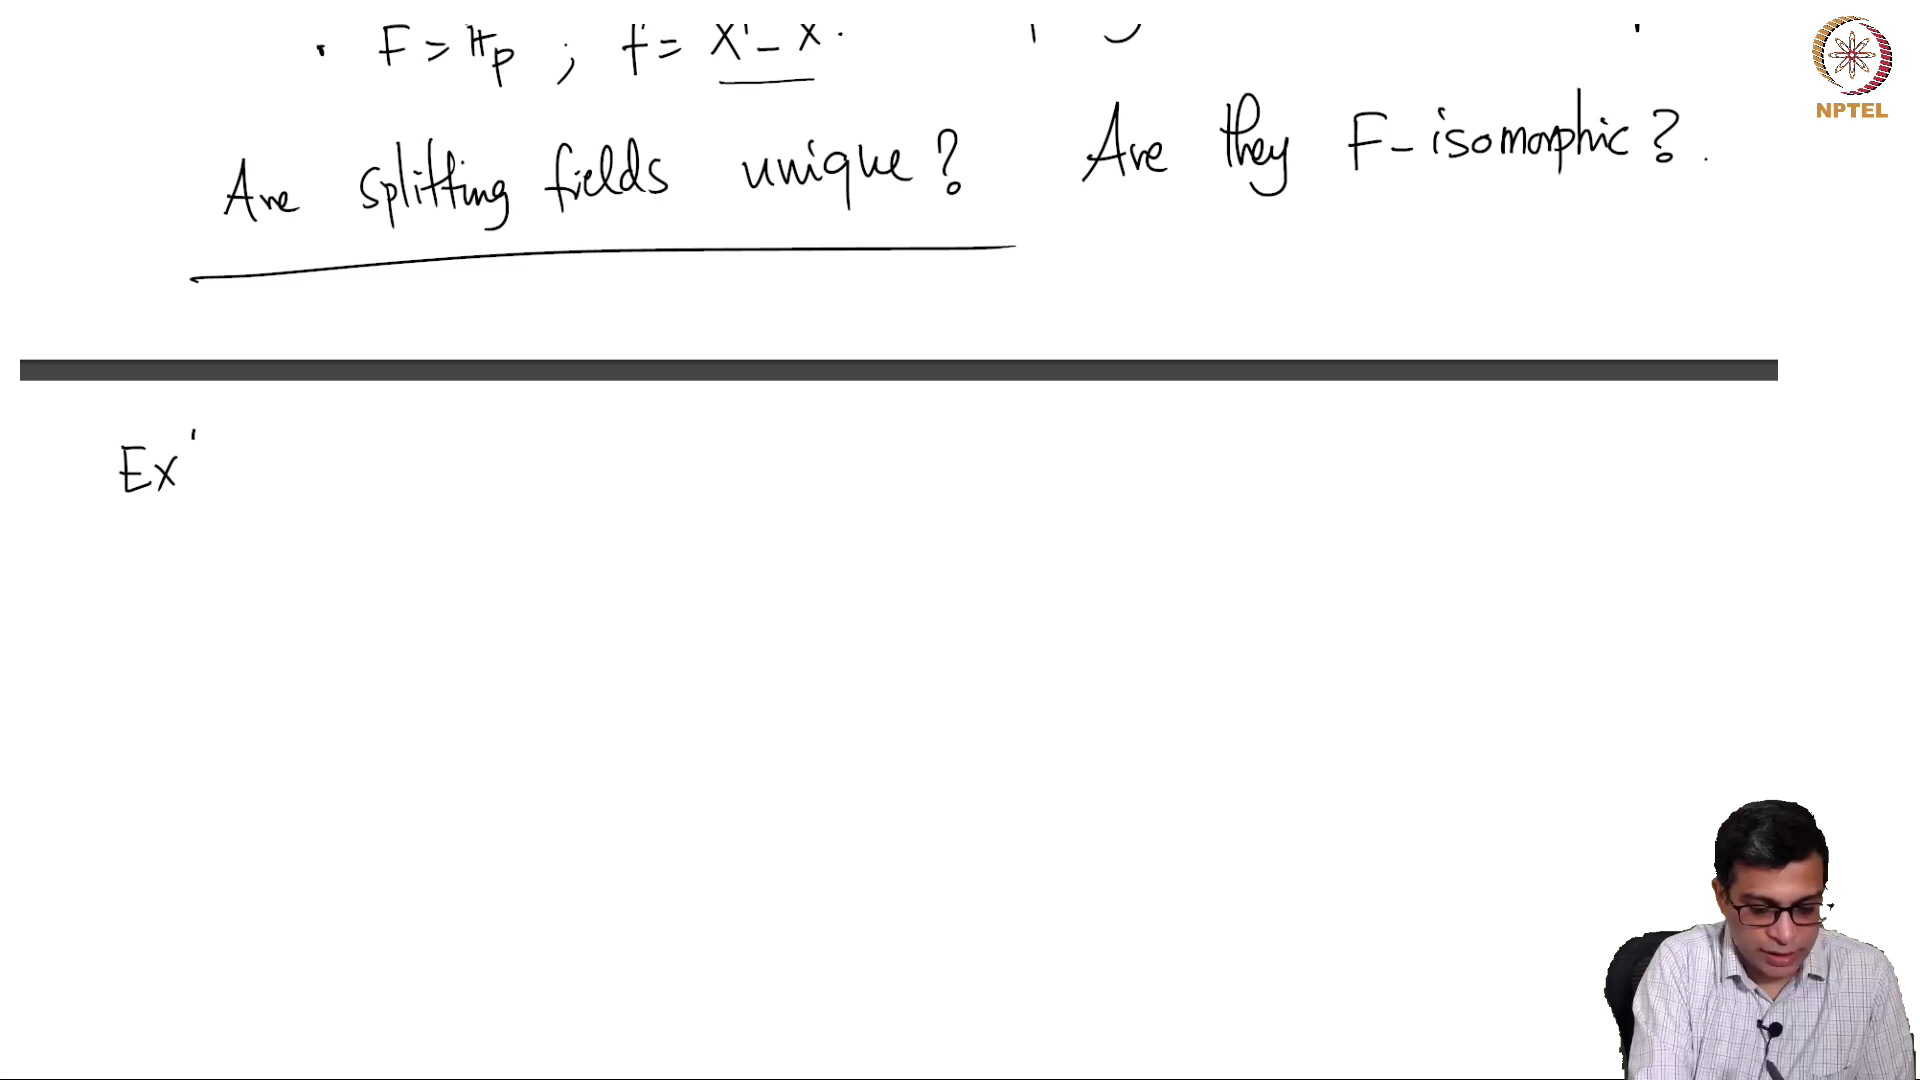 · F = 𝔽p ; f = X - X .
Are splitting fields unique? Are they F-isomorphic?.
Ex
NPTEL